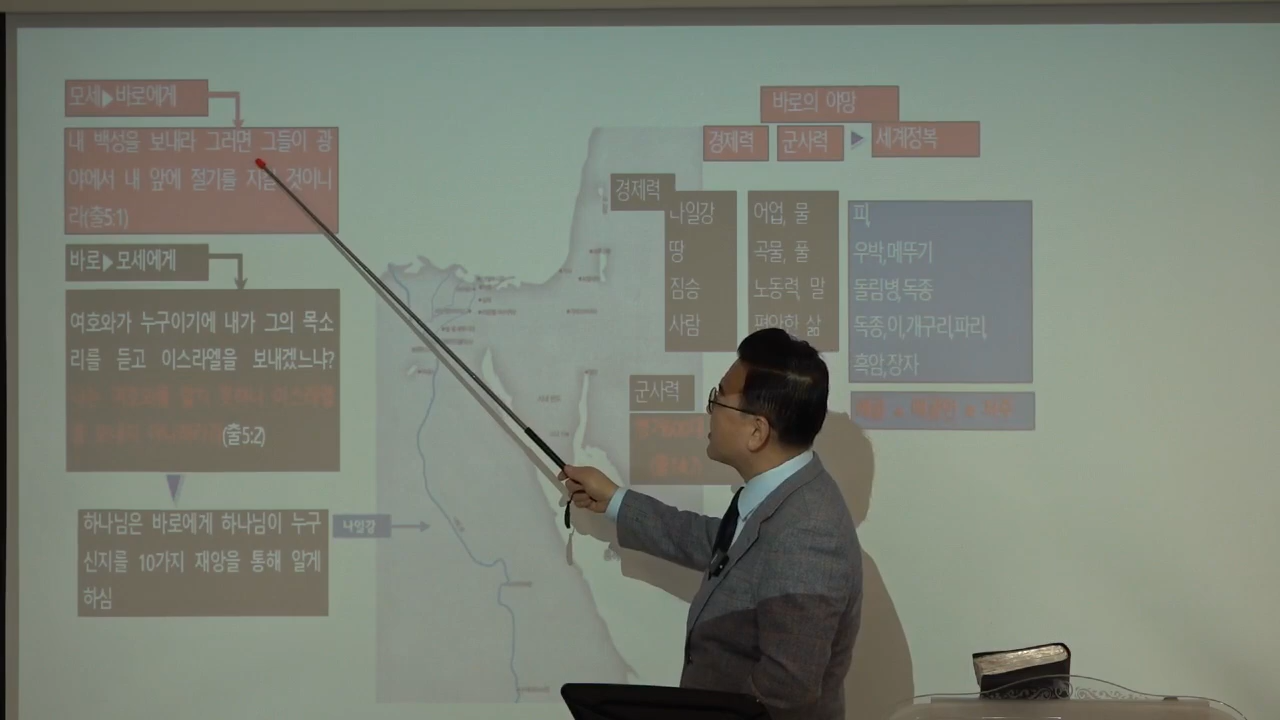 모세▶바로에게
내 백성을 보내라 그러면 그들이 광
야에서 내 앞에 절기를 지킬 것이니
라(출5:1)
바로▶모세에게
여호와가 누구이기에 내가 그의 목소
리를 듣고 이스라엘을 보내겠느냐?
(출5:2)
하나님은 바로에게 하나님이 누구
신지를 10가지 재앙을 통해 알게
하심
나일강
바로의 야망
경제력 군사력 ▶ 세계정복
경제력
나일강 어업, 물 피,
땅 곡물, 풀 우박,메뚜기
짐승 노동력, 말 돌림병,독종
사람 편안한 삶 독종,이,개구리,파리,
흑암,장자
군사력